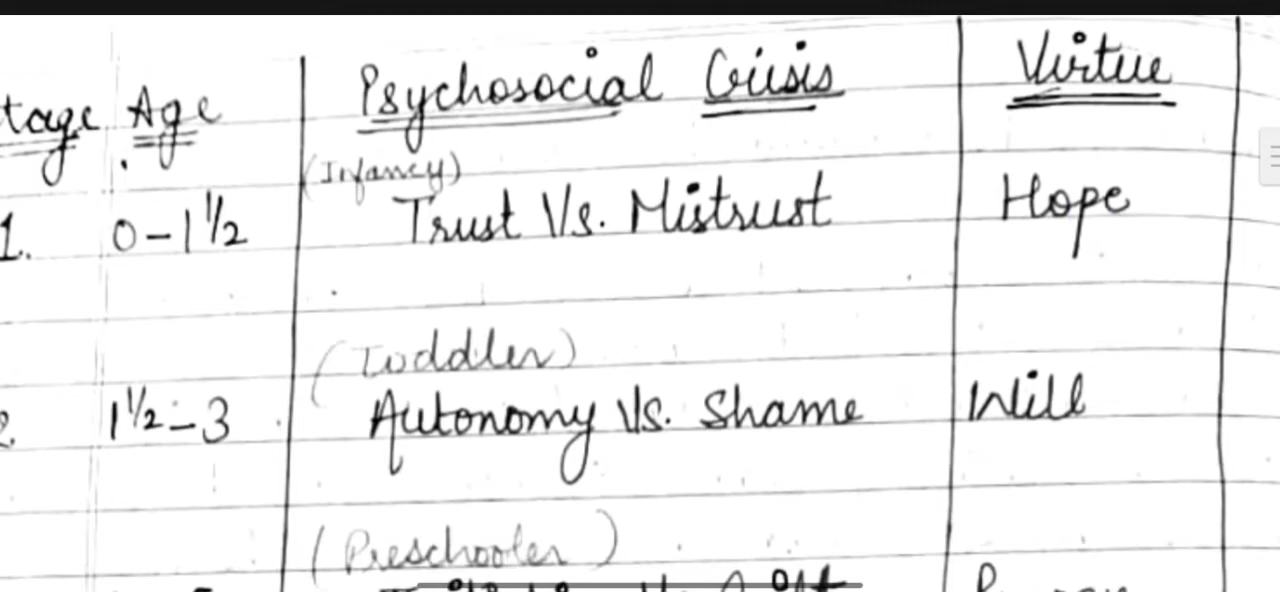 tage Age Psychosocial Crisis Virtue
(Infancy)
1. 0-1½ Trust Vs. Mistrust Hope
(Toddler)
2. 1½-3 Autonomy Vs. Shame Will
(Preschooler)